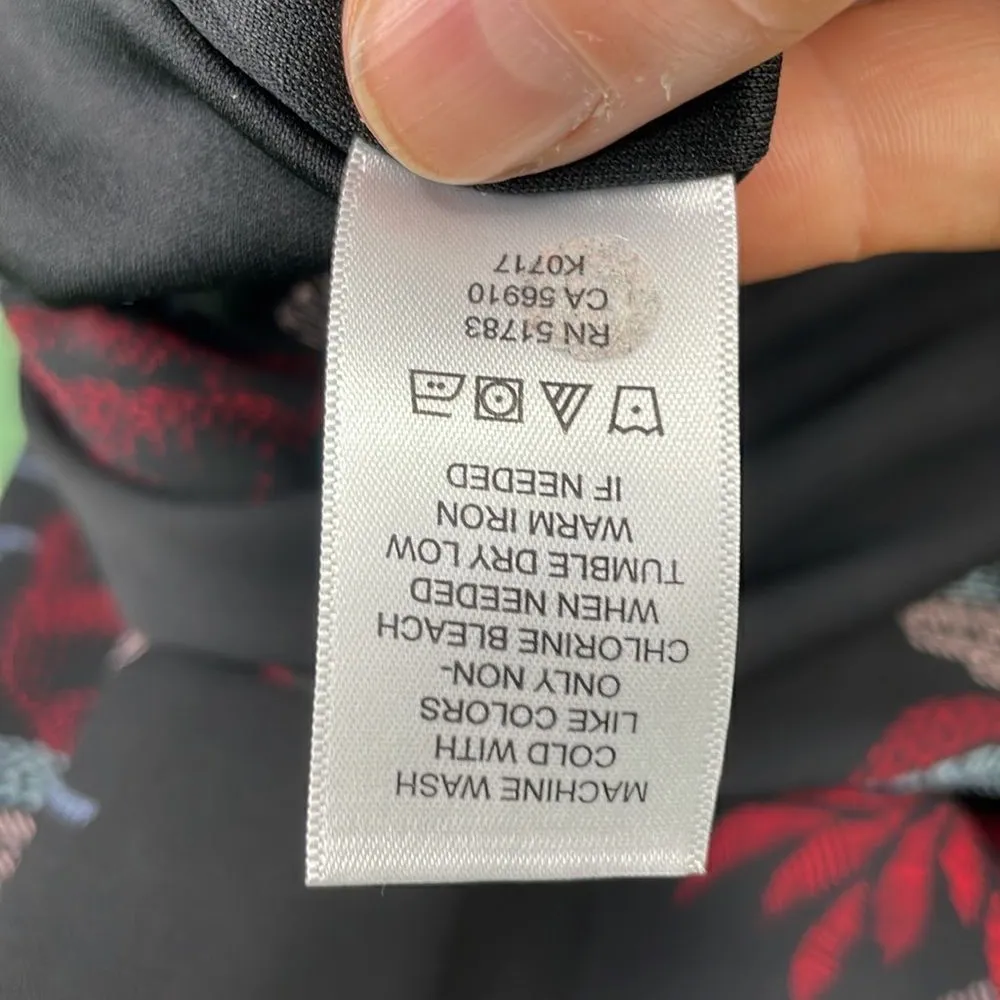 MACHINE WASH
COLD WITH
LIKE COLORS
ONLY NON-
CHLORINE BLEACH
WHEN NEEDED
TUMBLE DRY LOW
WARM IRON
IF NEEDED
RN 51783
CA 56910
K0717